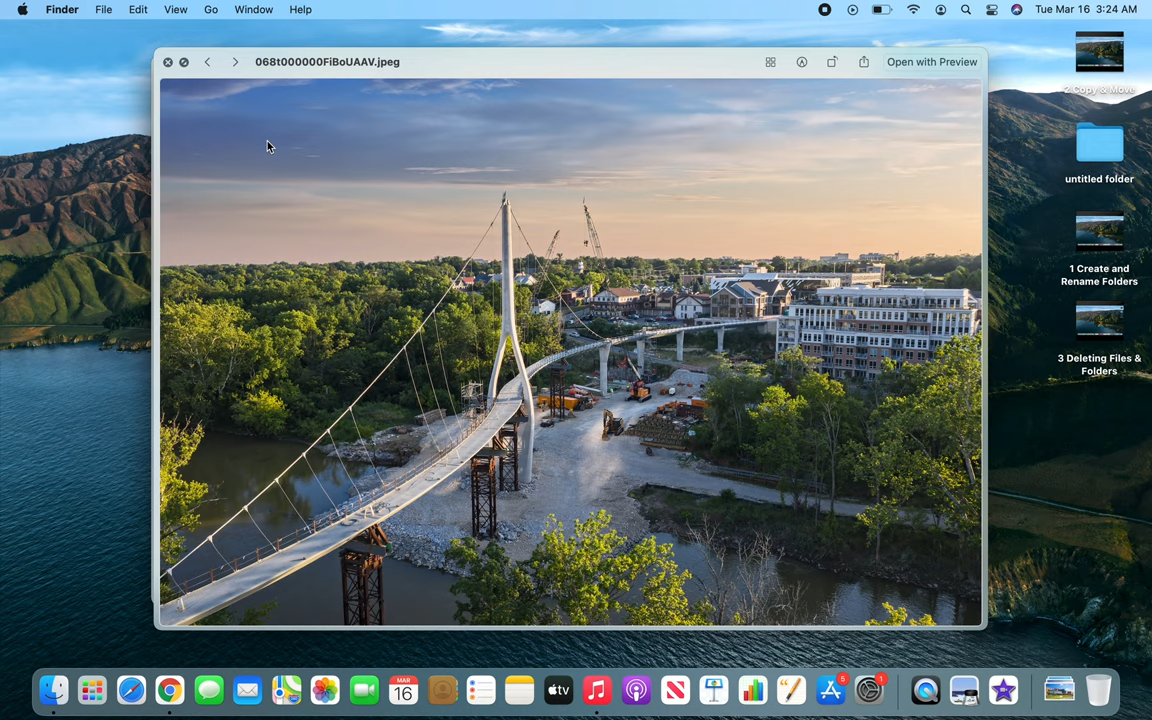 Finder File Edit View Go Window Help Tue Mar 16 3:24 AM
068t000000FiBoUAAV.jpeg Open with Preview
2 Copy & Move
untitled folder
1 Create and
Rename Folders
3 Deleting Files &
Folders
MAR
16
tv
5
1